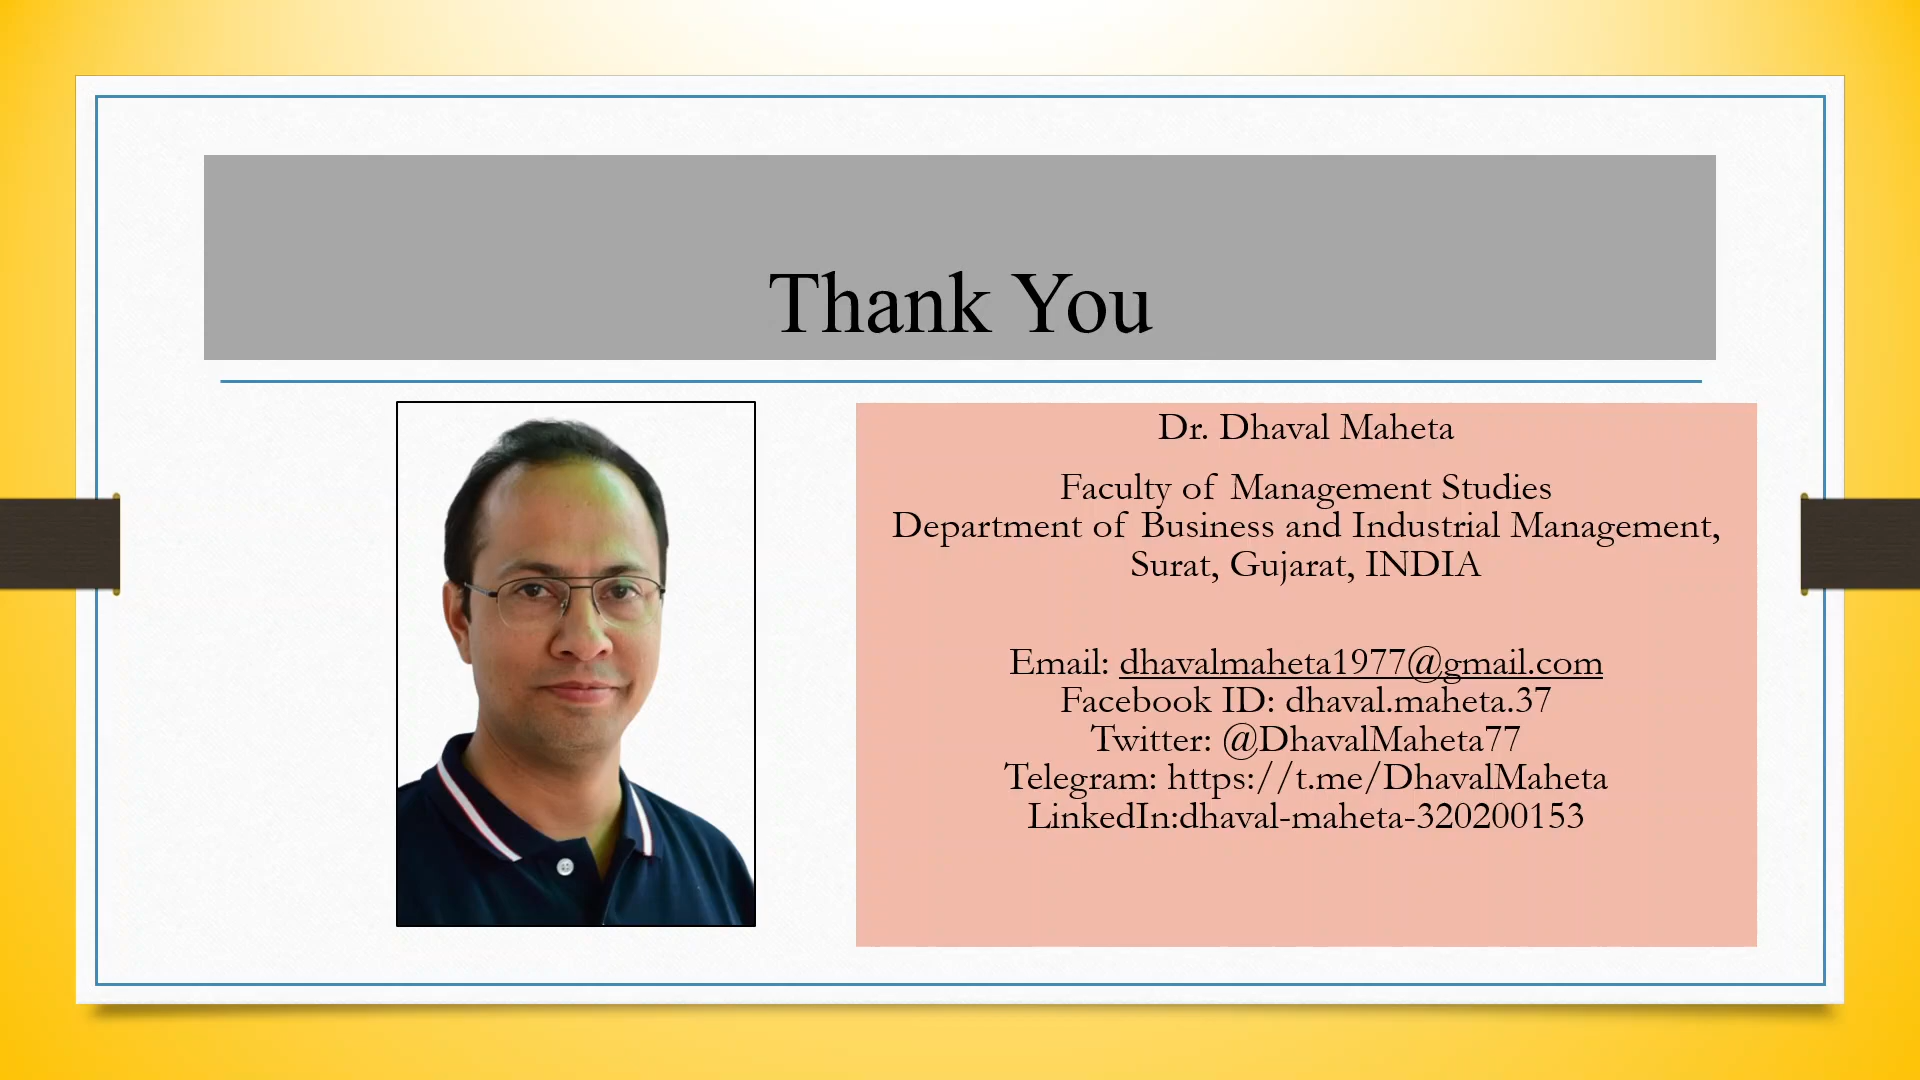 Thank You
Dr. Dhaval Maheta
Faculty of Management Studies
Department of Business and Industrial Management,
Surat, Gujarat, INDIA
Email: dhavalmaheta1977@gmail.com
Facebook ID: dhaval.maheta.37
Twitter: @DhavalMaheta77
Telegram: https://t.me/DhavalMaheta
LinkedIn:dhaval-maheta-320200153